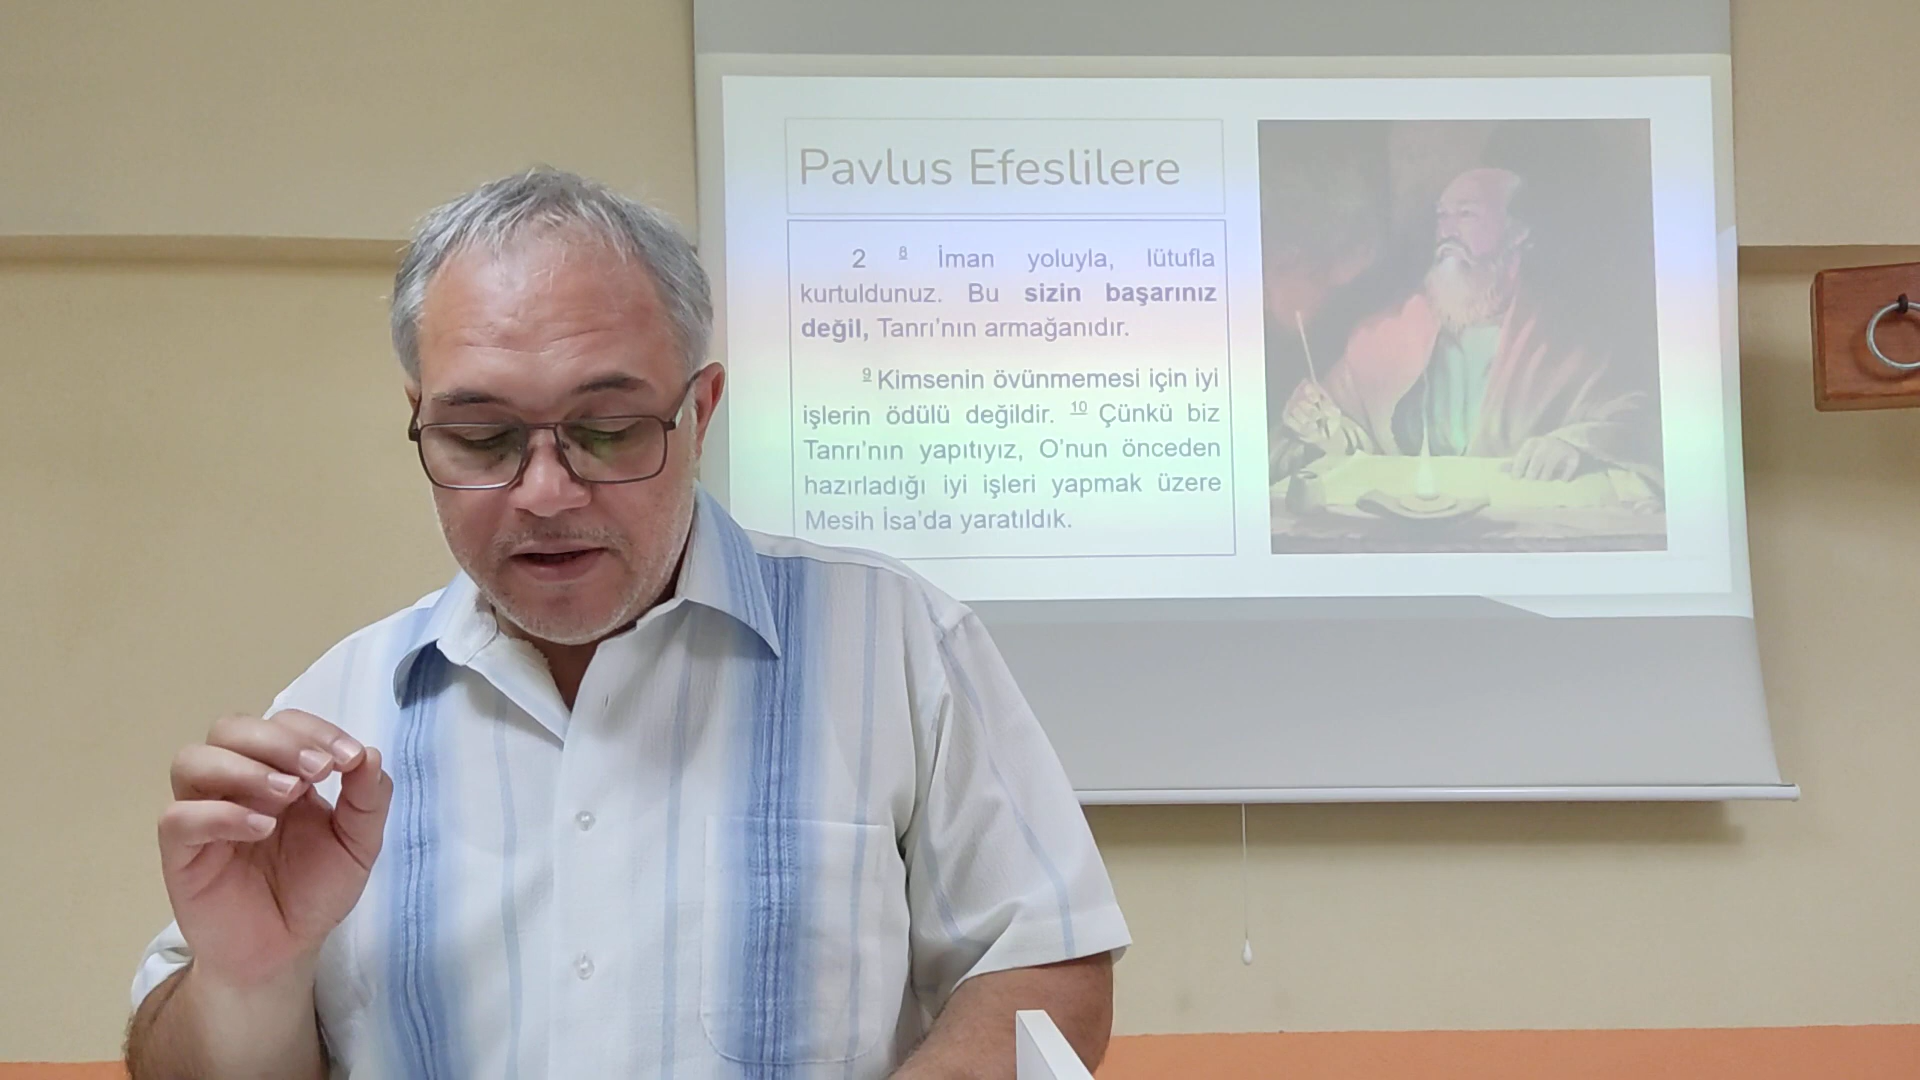 Pavlus Efeslilere
2 8 İman yoluyla, lütufla
kurtuldunuz. Bu sizin başarınız
değil, Tanrı'nın armağanıdır.
9 Kimsenin övünmemesi için iyi
işlerin ödülü değildir. 10 Çünkü biz
Tanrı'nın yapıtıyız, O'nun önceden
hazırladığı iyi işleri yapmak üzere
Mesih İsa'da yaratıldık.